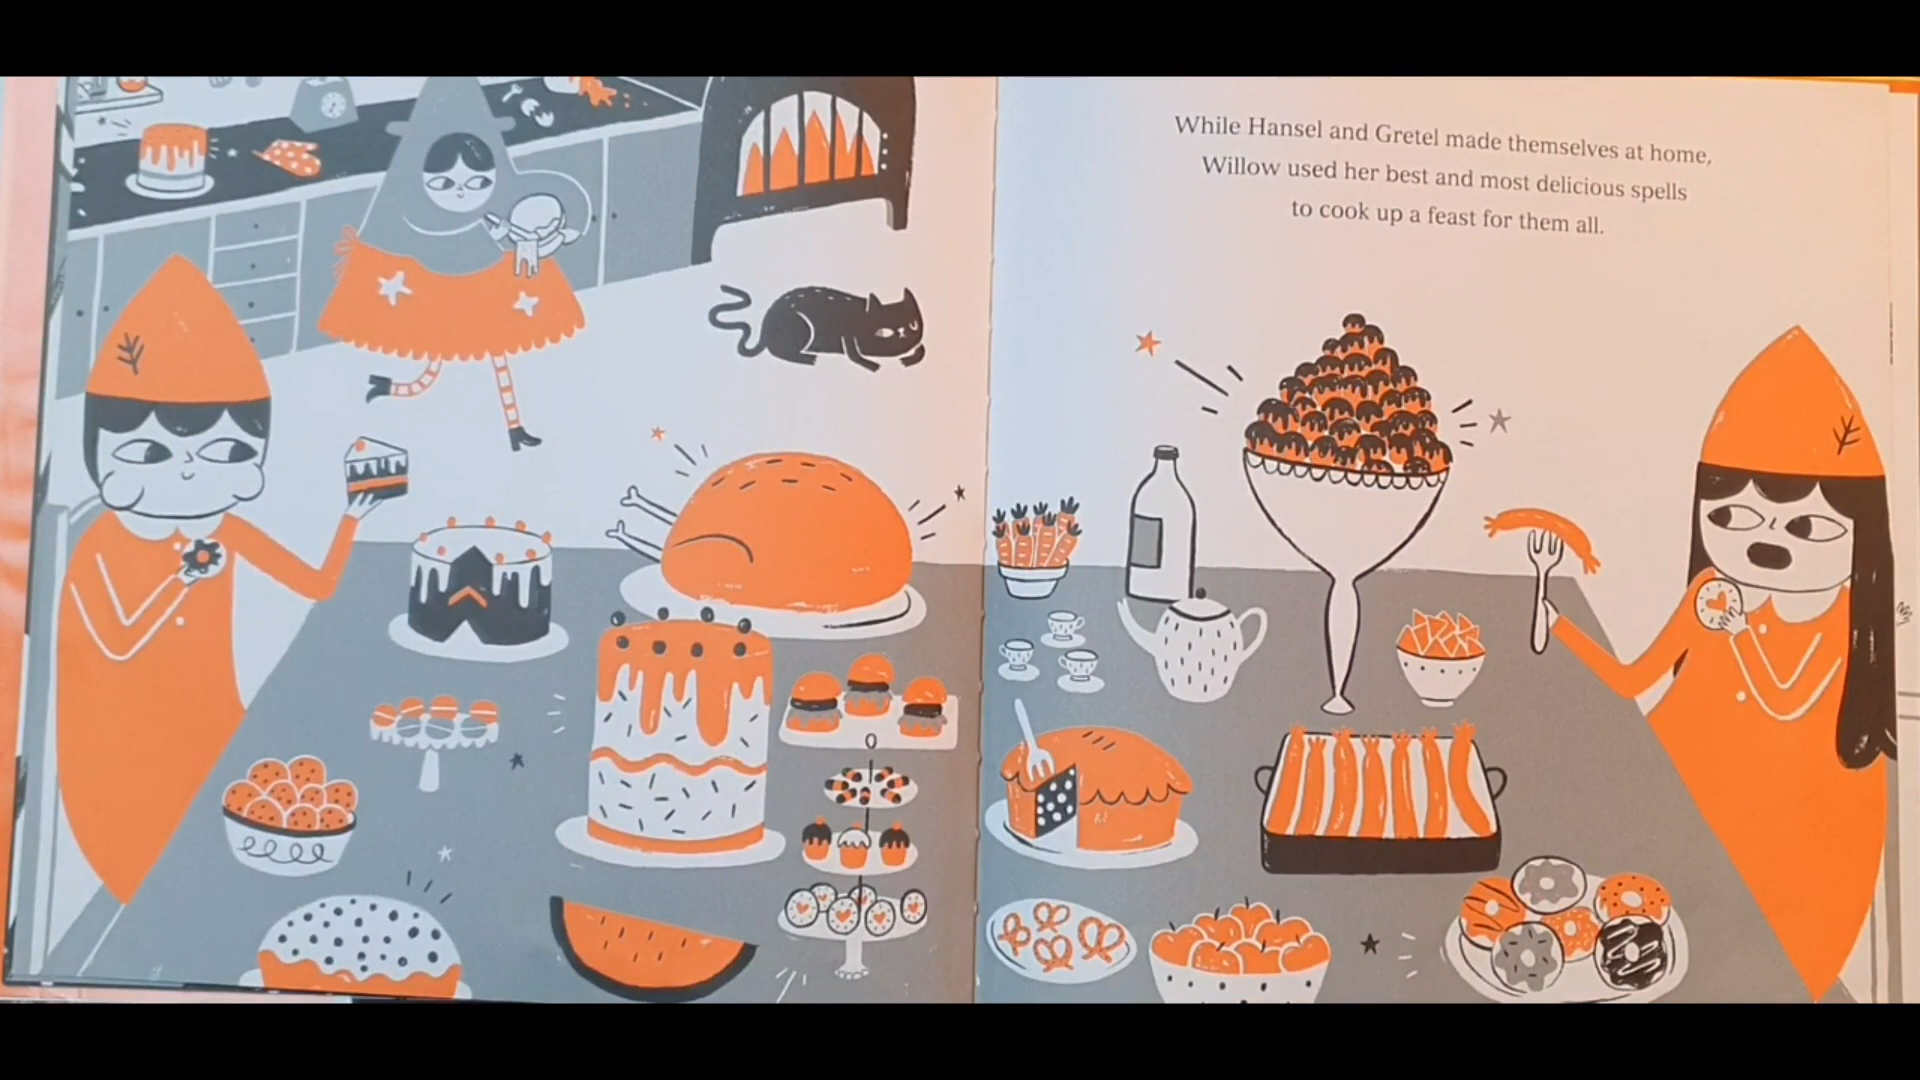 While Hansel and Gretel made themselves at home,
Willow used her best and most delicious spells
to cook up a feast for them all.